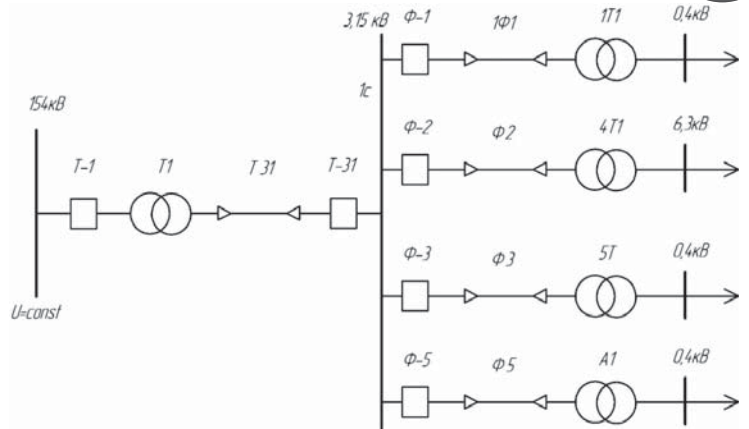 3,15 кВ
Ф-1
1Ф1
1Т1
0,4кВ
1с
154кВ
Ф-2
Ф2
4Т1
6,3кВ
Т-1
Т1
Т 31
Т-31
Ф-3
Ф3
5Т
0,4кВ
U=const
Ф-5
Ф5
А1
0,4кВ